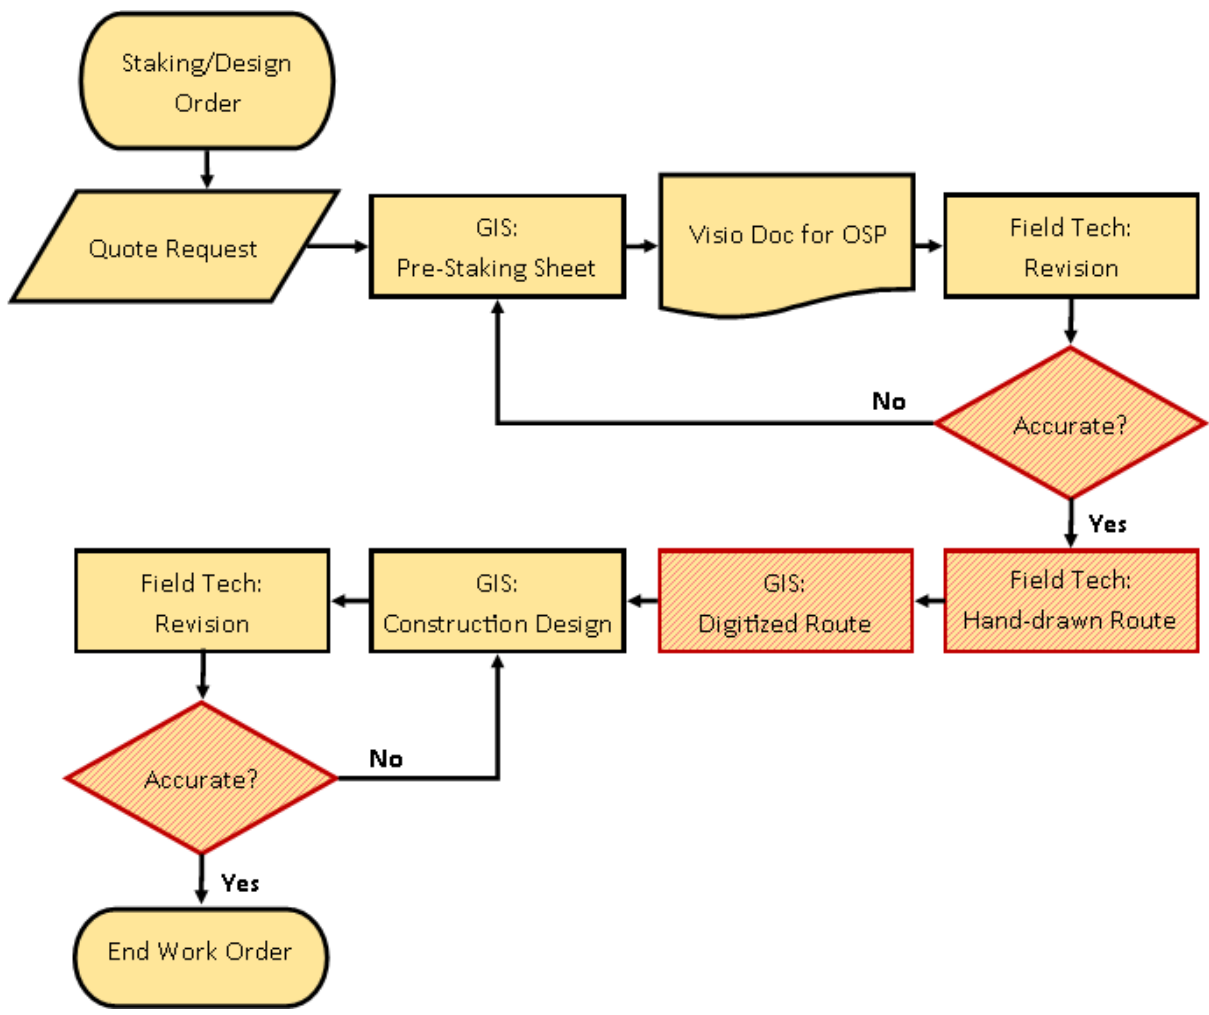 Staking/Design
Order
Quote Request
GIS:
Pre-Staking Sheet
Visio Doc for OSP
Field Tech:
Revision
No
Accurate?
Yes
Field Tech:
Hand-drawn Route
GIS:
Digitized Route
GIS:
Construction Design
Field Tech:
Revision
No
Accurate?
Yes
End Work Order